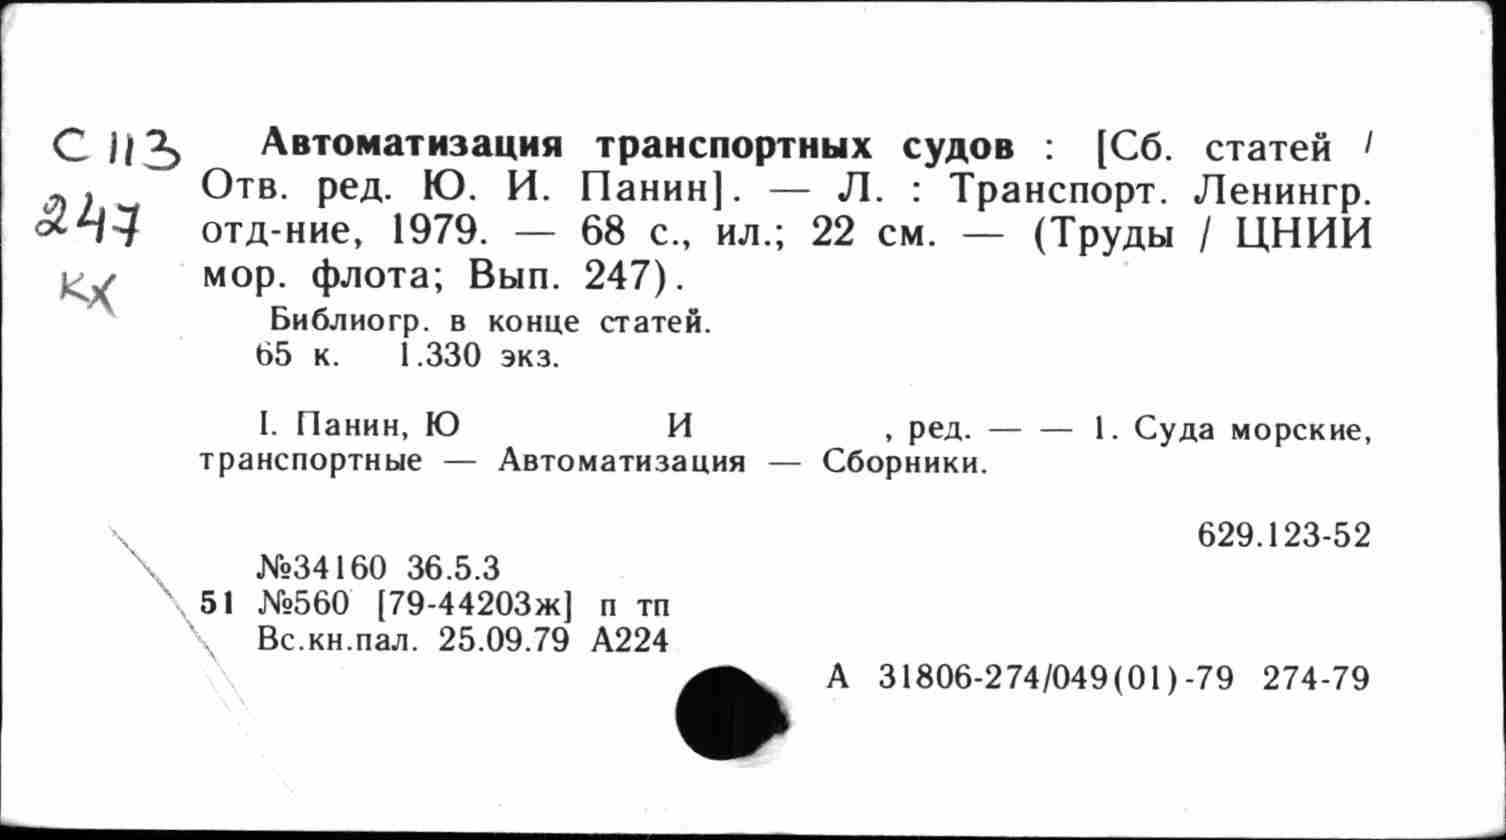 С 113
247
кх
Автоматизация транспортных судов : [Сб. статей /
Отв. ред. Ю. И. Панин]. — Л. : Транспорт. Ленингр.
отд-ние, 1979. — 68 с., ил.; 22 см. — (Труды / ЦНИИ
мор. флота; Вып. 247).
Библиогр. в конце статей.
65 к. 1.330 экз.
I. Панин, Ю И , ред. — — 1. Суда морские,
транспортные — Автоматизация — Сборники.
629.123-52
№34160 36.5.3
51 №560 [79-44203ж] п тп
Вс.кн.пал. 25.09.79 А224
А 31806-274/049(01)-79 274-79